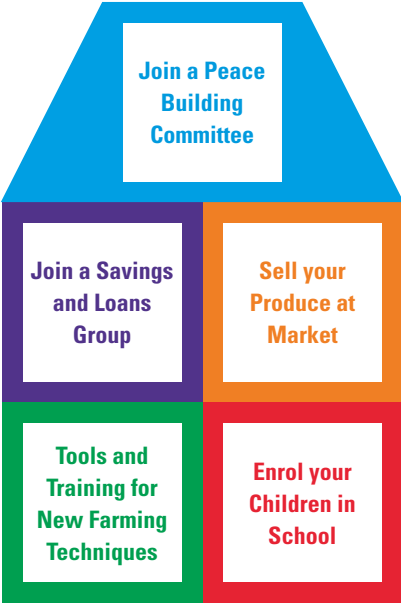 Join a Peace
Building
Committee
Join a Savings
and Loans
Group
Sell your
Produce at
Market
Tools and
Training for
New Farming
Techniques
Enrol your
Children in
School